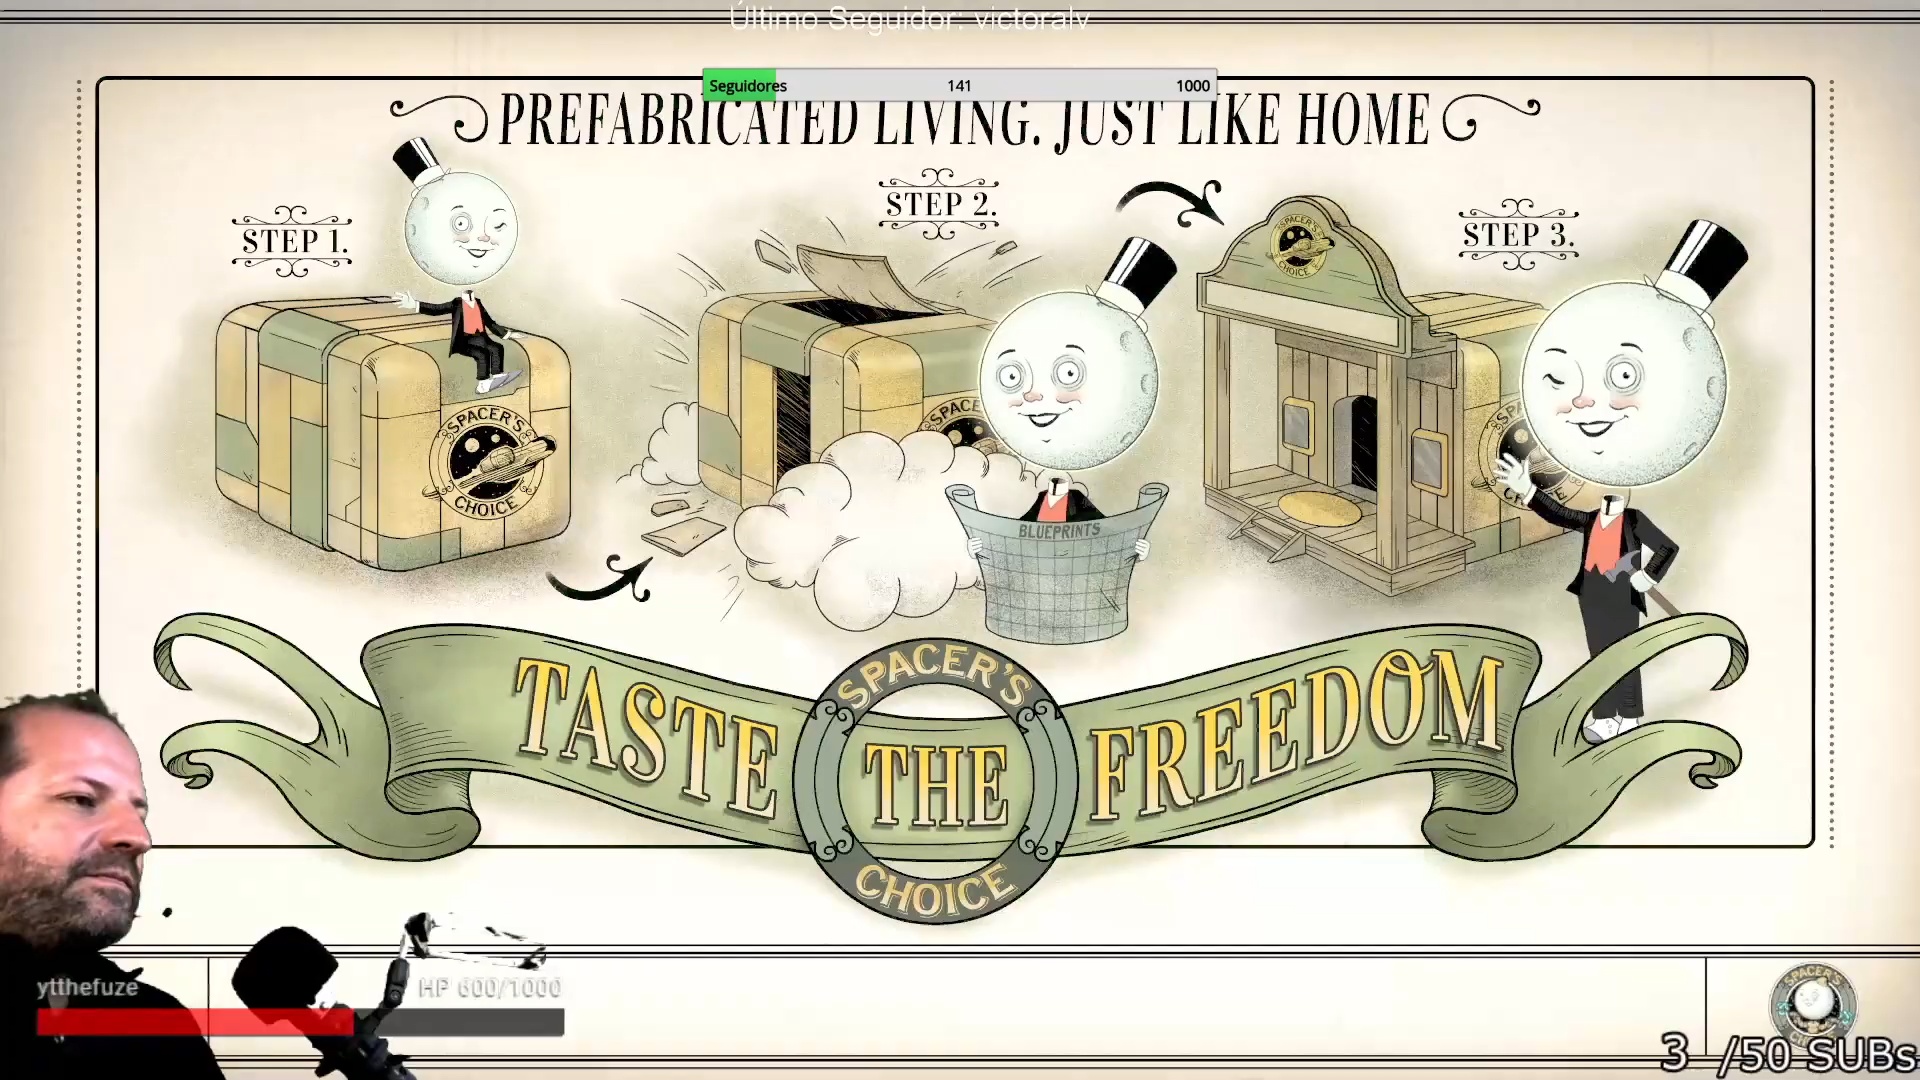 Último Seguidor: victoralv
Seguidores 141 1000
PREFABRICATED LIVING. JUST LIKE HOME
STEP 1.
STEP 2.
STEP 3.
SPACER'S
CHOICE
SPACER'S
CHOICE
BLUEPRINTS
TASTE THE FREEDOM
SPACER'S
CHOICE
ytthefuze
HP 600/1000
SPACER'S
3 /50 SUBs